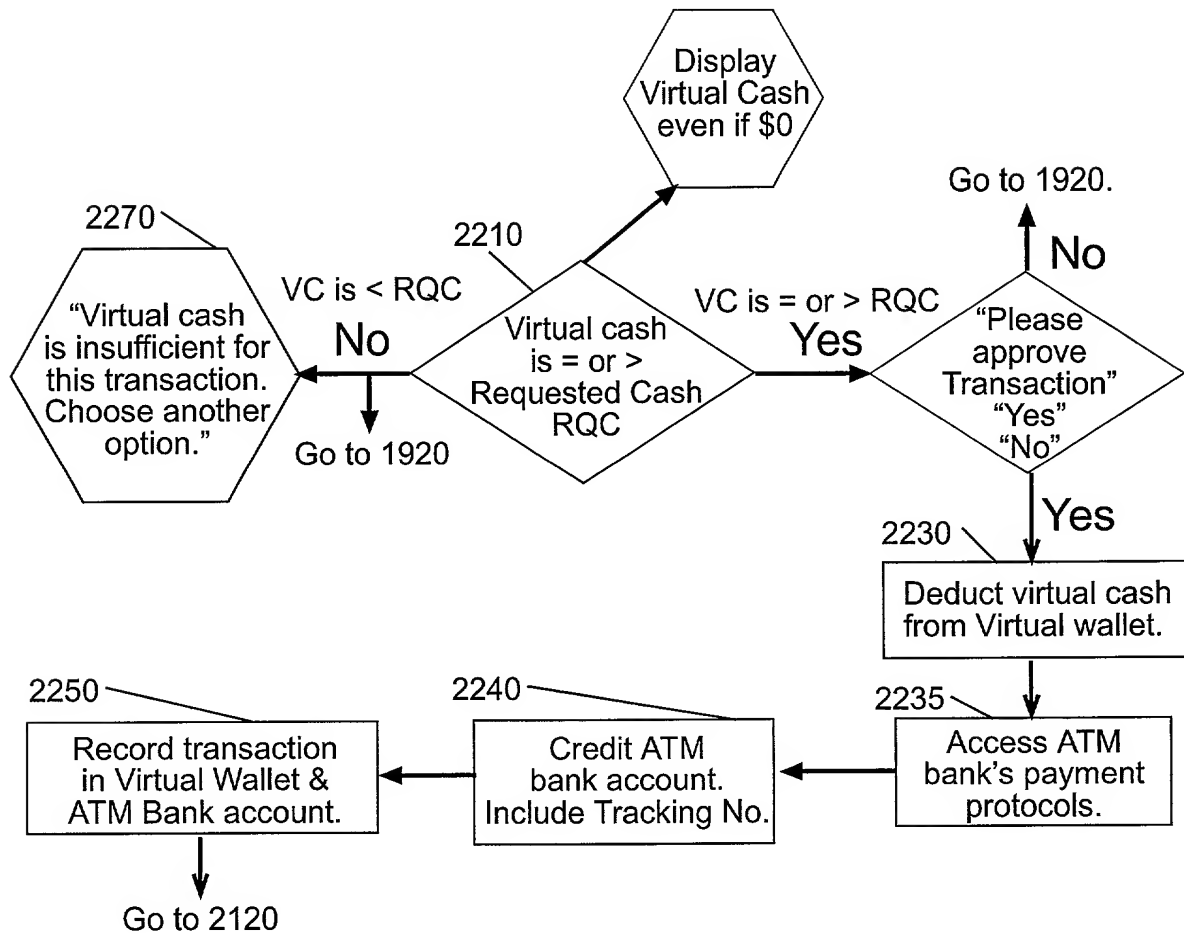 Display
Virtual Cash
even if $0
Go to 1920.
2270
2210
No
VC is < RQC
VC is = or > RQC
“Virtual cash
is insufficient for
this transaction.
Choose another
option.”
No
Virtual cash
is = or >
Requested Cash
RQC
Yes
“Please
approve
Transaction”
“Yes”
“No”
Go to 1920
Yes
2230
Deduct virtual cash
from Virtual wallet.
2250
2240
2235
Record transaction
in Virtual Wallet &
ATM Bank account.
Credit ATM
bank account.
Include Tracking No.
Access ATM
bank’s payment
protocols.
Go to 2120